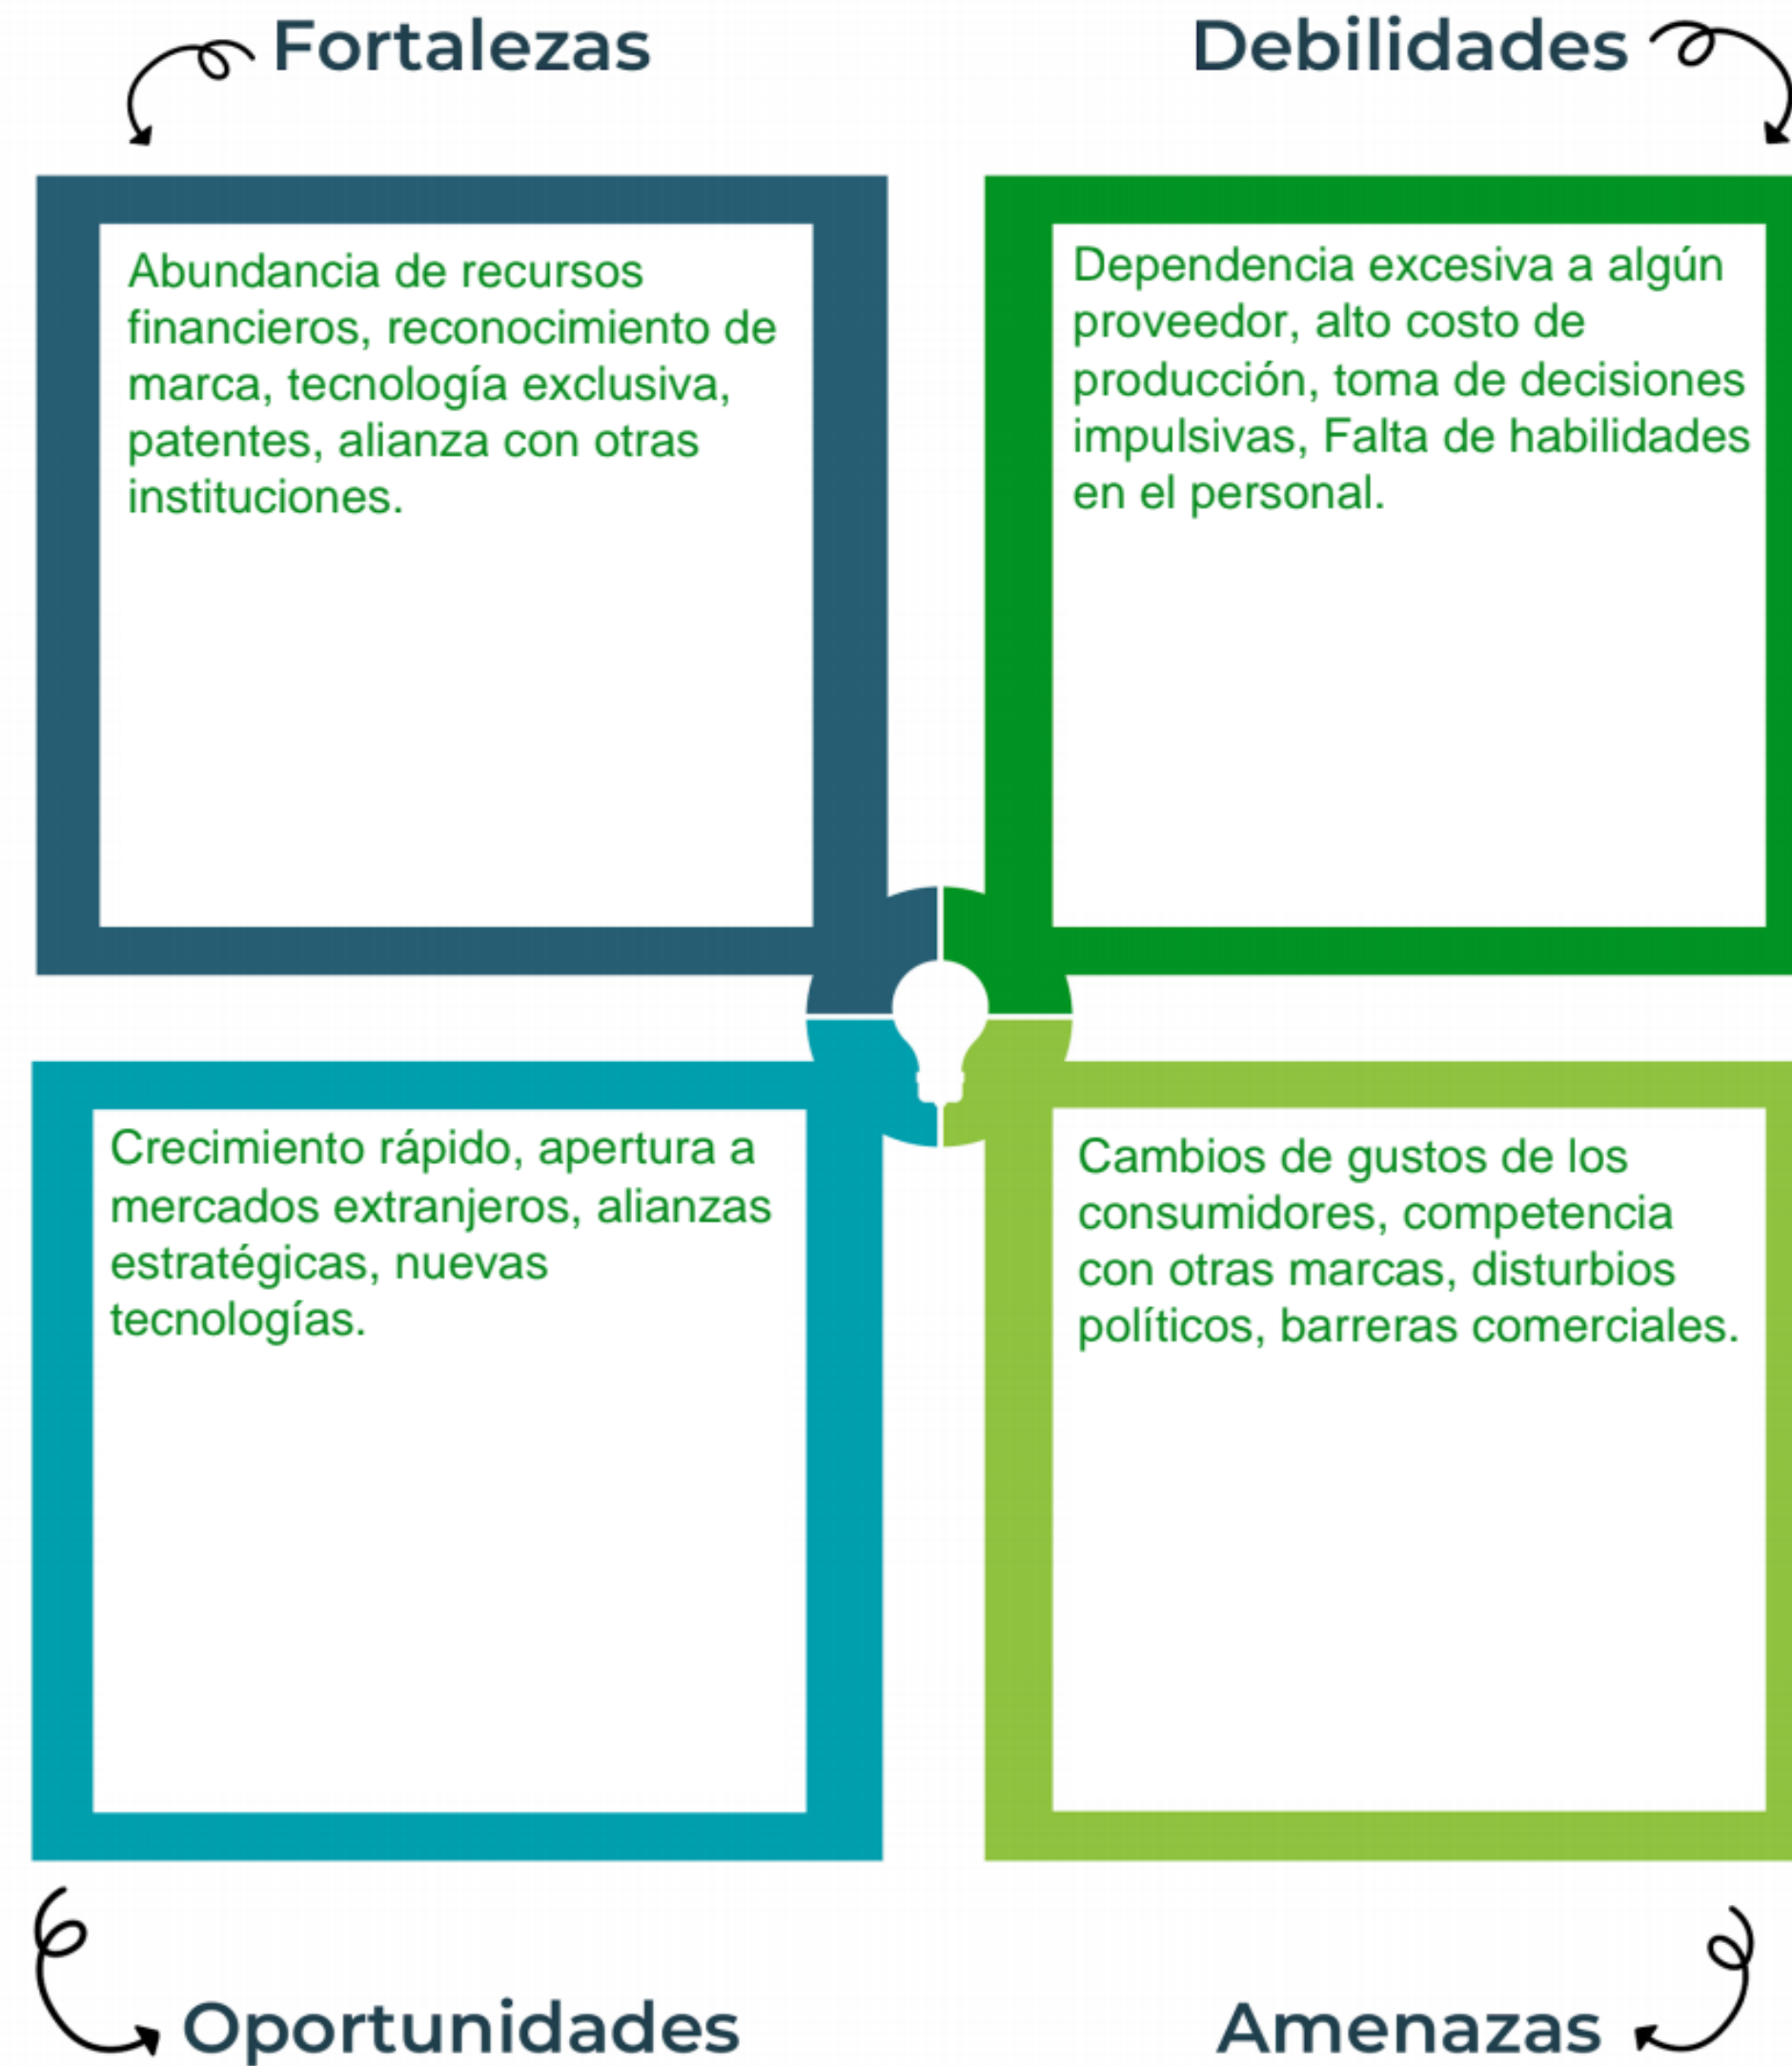 Fortalezas
Abundancia de recursos
financieros, reconocimiento de
marca, tecnología exclusiva,
patentes, alianza con otras
instituciones.
Debilidades
Dependencia excesiva a algún
proveedor, alto costo de
producción, toma de decisiones
impulsivas, Falta de habilidades
en el personal.
Crecimiento rápido, apertura a
mercados extranjeros, alianzas
estratégicas, nuevas
tecnologías.
Oportunidades
Cambios de gustos de los
consumidores, competencia
con otras marcas, disturbios
políticos, barreras comerciales.
Amenazas